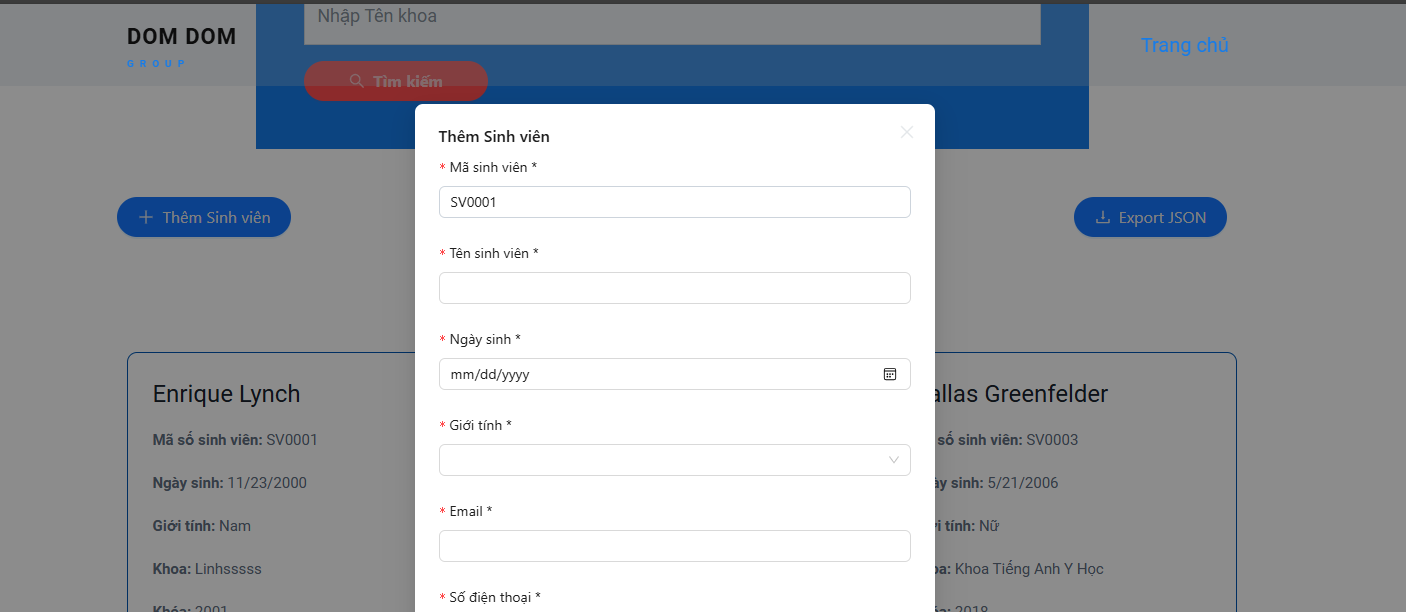 Nhập Tên khoa
DOM DOM
GROUP
Trang chủ
Tìm kiếm
Thêm Sinh viên
* Mã sinh viên *
SV0001
Thêm Sinh viên
Export JSON
* Tên sinh viên *
* Ngày sinh *
mm/dd/yyyy
* Giới tính *
* Email *
* Số điện thoại *
Enrique Lynch
Mã số sinh viên: SV0001
Ngày sinh: 11/23/2000
Giới tính: Nam
Khoa: Linhsssss
Khóa: 2001
allas Greenfelder
số sinh viên: SV0003
ày sinh: 5/21/2006
ới tính: Nữ
oa: Khoa Tiếng Anh Y Học
óa: 2018